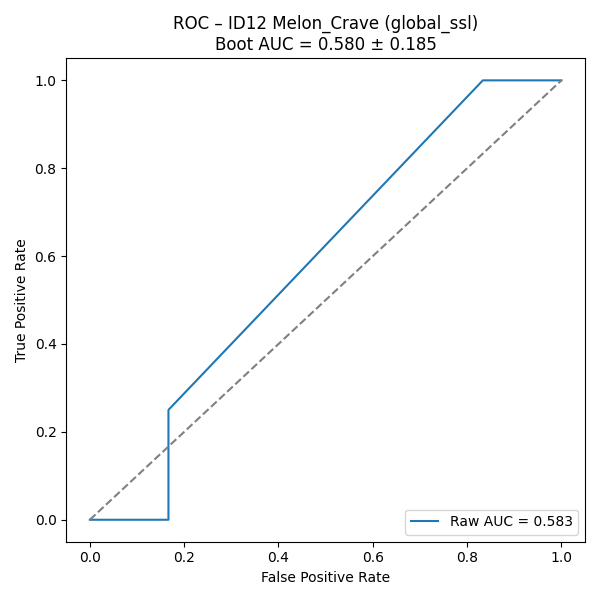 ROC – ID12 Melon_Crave (global_ssl)
Boot AUC = 0.580 ± 0.185
True Positive Rate
1.0
0.8
0.6
0.4
0.2
0.0
Raw AUC = 0.583
0.0 0.2 0.4 0.6 0.8 1.0
False Positive Rate